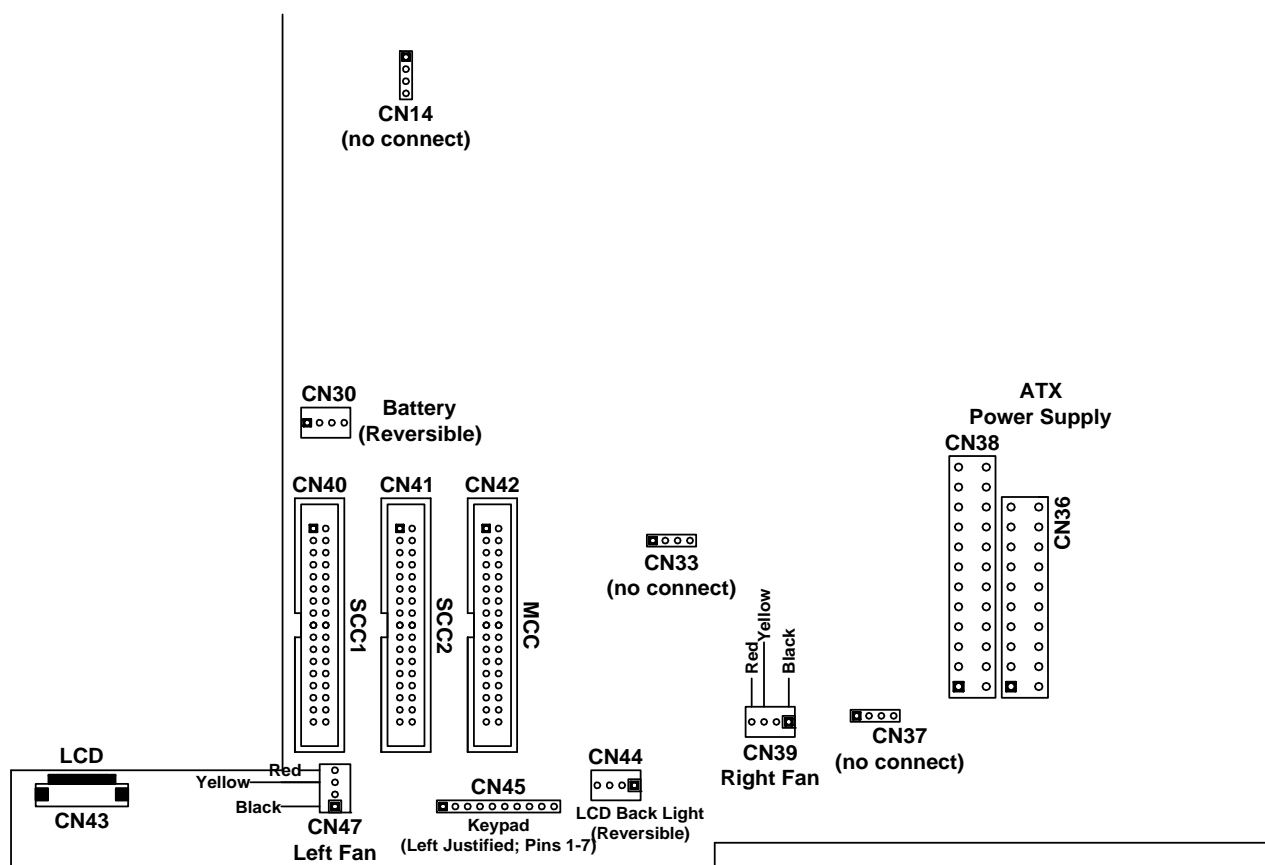 CN14
(no connect)
CN30
Battery
(Reversible)
ATX
Power Supply
CN38
CN36
CN40
CN41
CN42
SCC1
SCC2
MCC
CN33
(no connect)
Red
Yellow
Black
CN39
Right Fan
CN37
(no connect)
LCD
CN43
Red
Yellow
Black
CN47
Left Fan
CN45
Keypad
(Left Justified; Pins 1-7)
CN44
LCD Back Light
(Reversible)